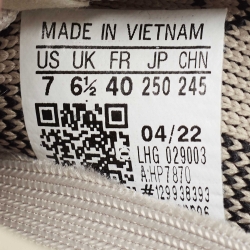 MADE IN VIETNAM
US UK FR JP CHN
7 6½ 40 250 245
04/22
LHG 029003
A:HP7870
#129938393